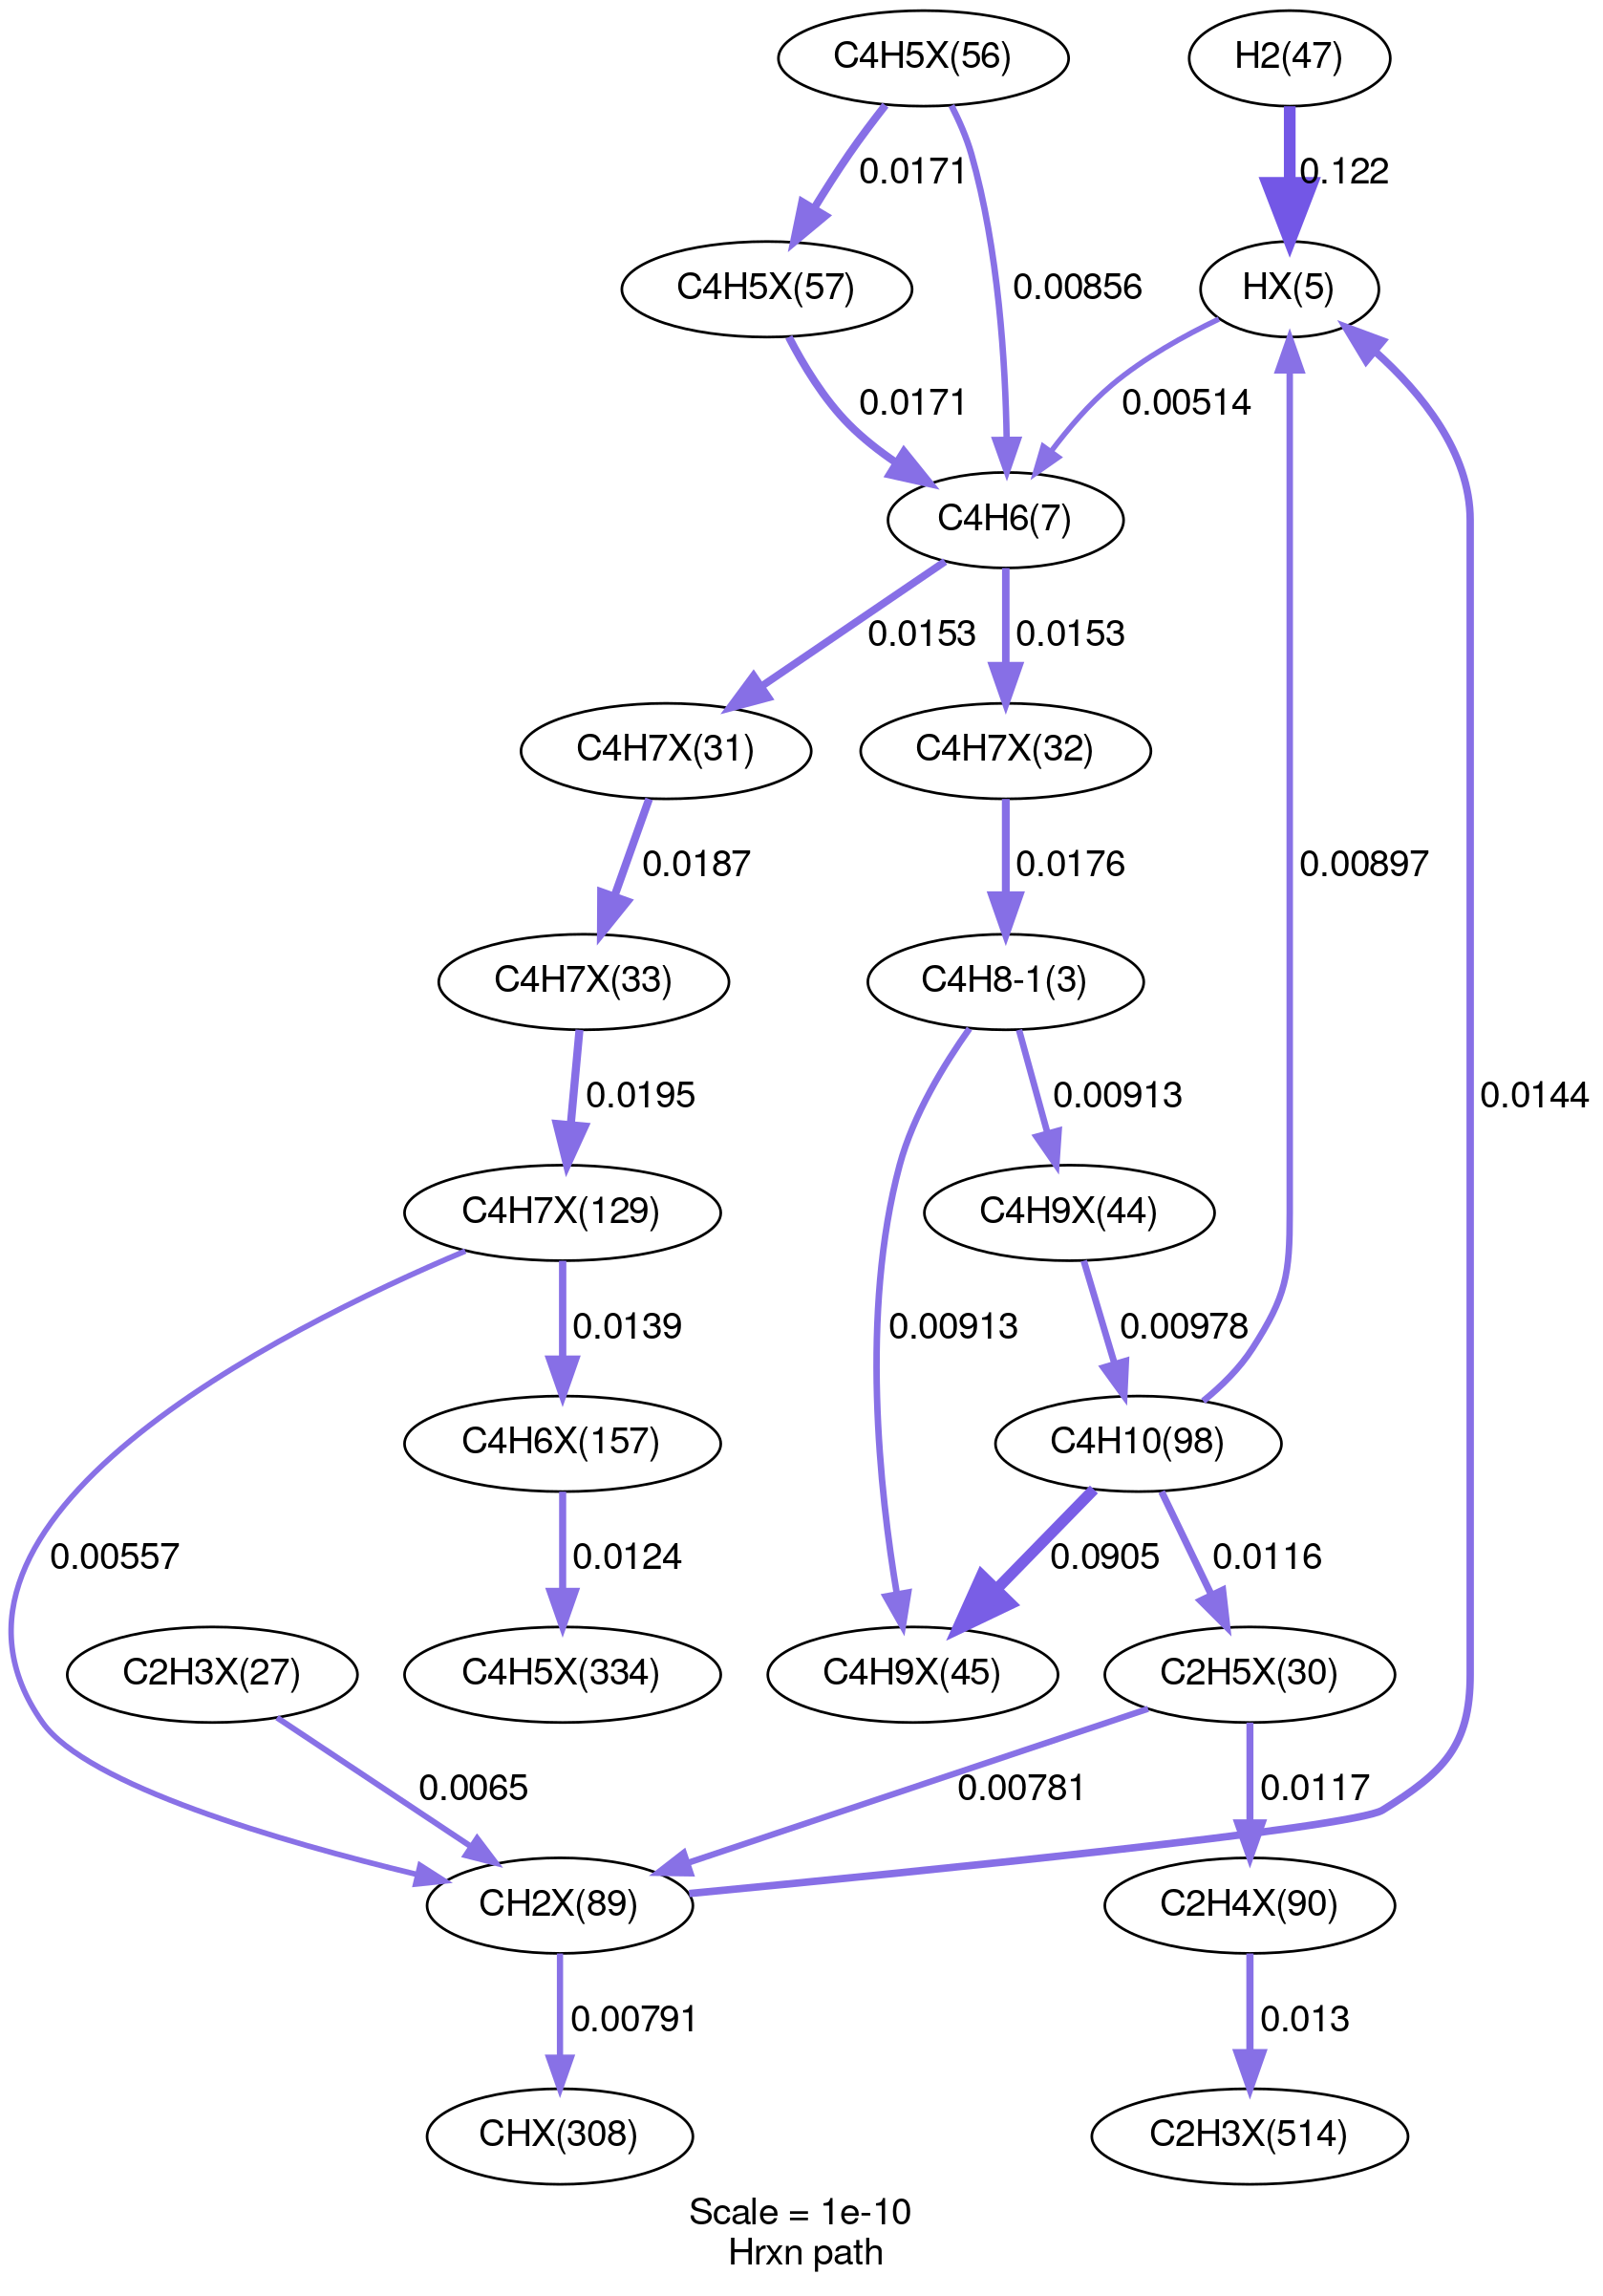 C4H5X(56)
H2(47)
0.0171
0.122
C4H5X(57)
0.00856
HX(5)
0.0171
0.00514
C4H6(7)
0.0153
0.0153
C4H7X(31)
C4H7X(32)
0.0187
0.0176
0.00897
C4H7X(33)
C4H8-1(3)
0.0195
0.00913
0.0144
C4H7X(129)
C4H9X(44)
0.0139
0.00913
0.00978
C4H6X(157)
C4H10(98)
0.00557
0.0124
0.0905
0.0116
C2H3X(27)
C4H5X(334)
C4H9X(45)
C2H5X(30)
0.0065
0.00781
0.0117
CH2X(89)
C2H4X(90)
0.00791
0.013
CHX(308)
C2H3X(514)
Scale = 1e-10
Hrxn path